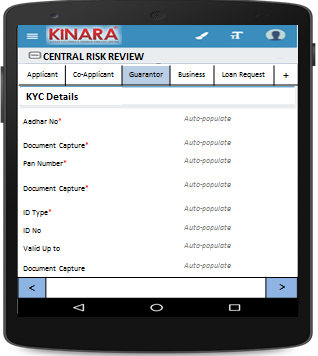 KINARA
CENTRAL RISK REVIEW
Applicant Co-Applicant Guarantor Business Loan Request +
KYC Details
Aadhar No* Auto-populate
Document Capture* Auto-populate
Pan Number* Auto-populate
Document Capture* Auto-populate
ID Type* Auto-populate
ID No Auto-populate
Valid Up to Auto-populate
Document Capture Auto-populate
< >